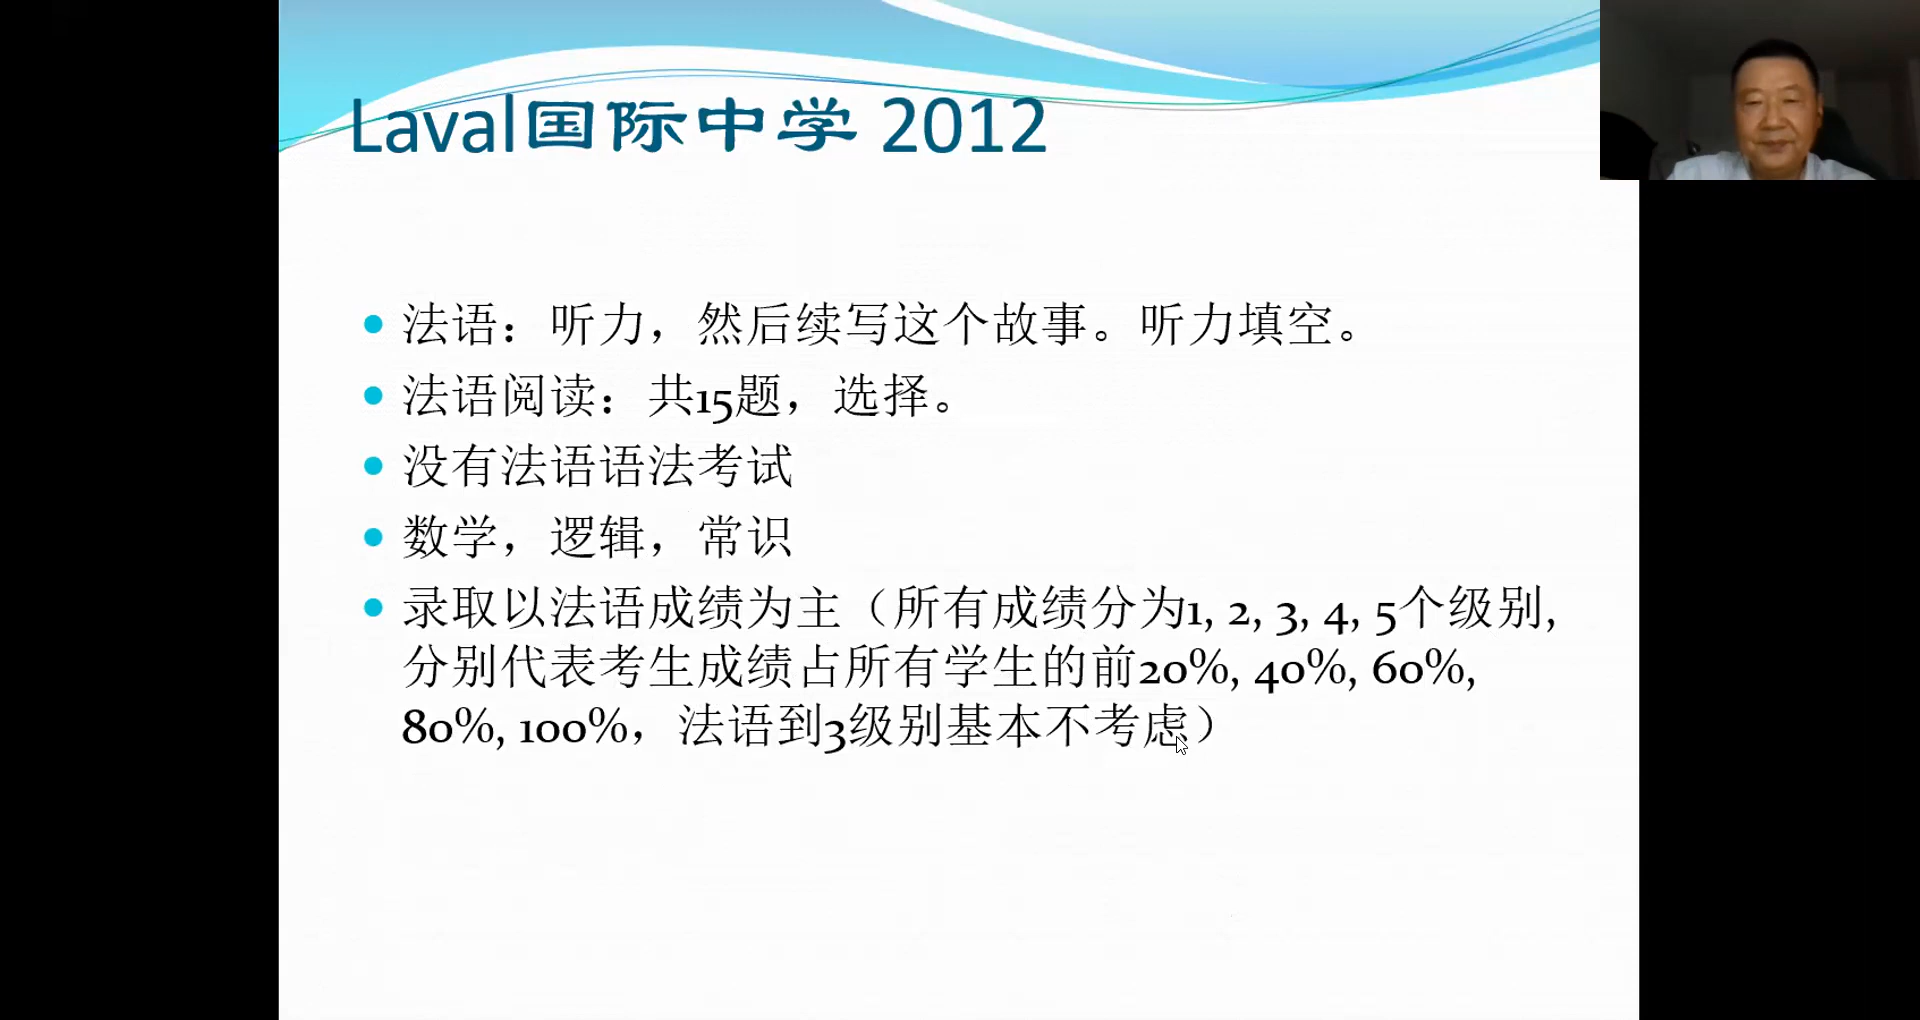 Laval国际中学 2012
法语：听力，然后续写这个故事。听力填空。
法语阅读：共15题，选择。
没有法语语法考试
数学，逻辑，常识
录取以法语成绩为主（所有成绩分为1, 2, 3, 4, 5个级别,
分别代表考生成绩占所有学生的前20%, 40%, 60%,
80%, 100%，法语到3级别基本不考虑）